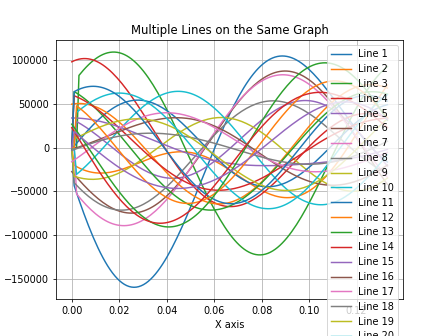 Multiple Lines on the Same Graph
100000
50000
0
−50000
−100000
−150000
0.00
0.02
0.04
0.06
0.08
0.10
X axis
Line 1
Line 2
Line 3
Line 4
Line 5
Line 6
Line 7
Line 8
Line 9
Line 10
Line 11
Line 12
Line 13
Line 14
Line 15
Line 16
Line 17
Line 18
Line 19
Line 20